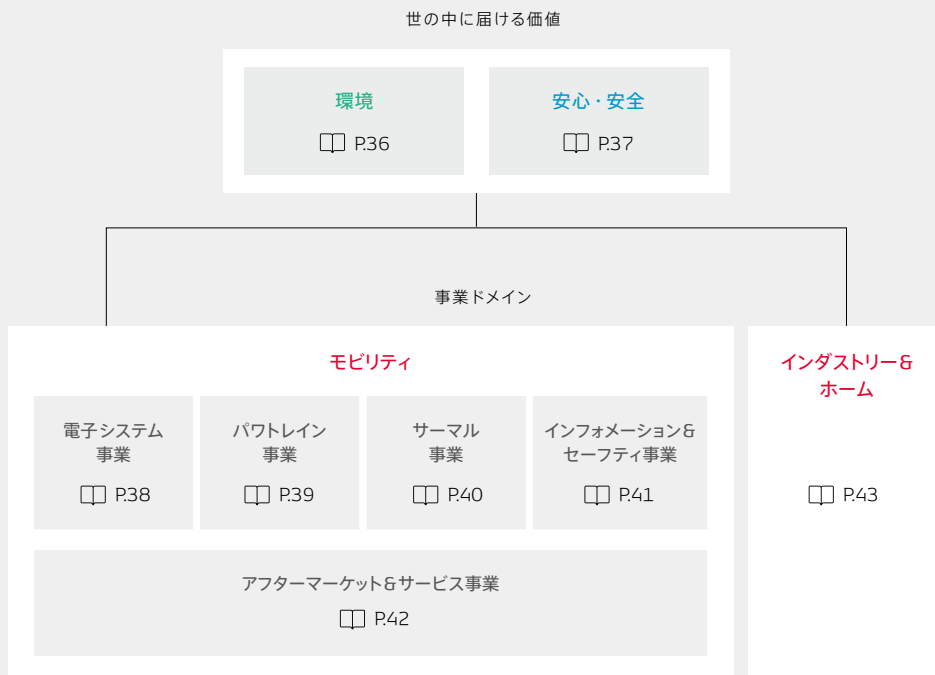 世の中に届ける価値
環境
P.36
安心・安全
P.37
事業ドメイン
モビリティ
電子システム
事業
P.38
パワトレイン
事業
P.39
サーマル
事業
P.40
インフォメーション&
セーフティ事業
P.41
アフターマーケット&サービス事業
P.42
インダストリー&
ホーム
P.43